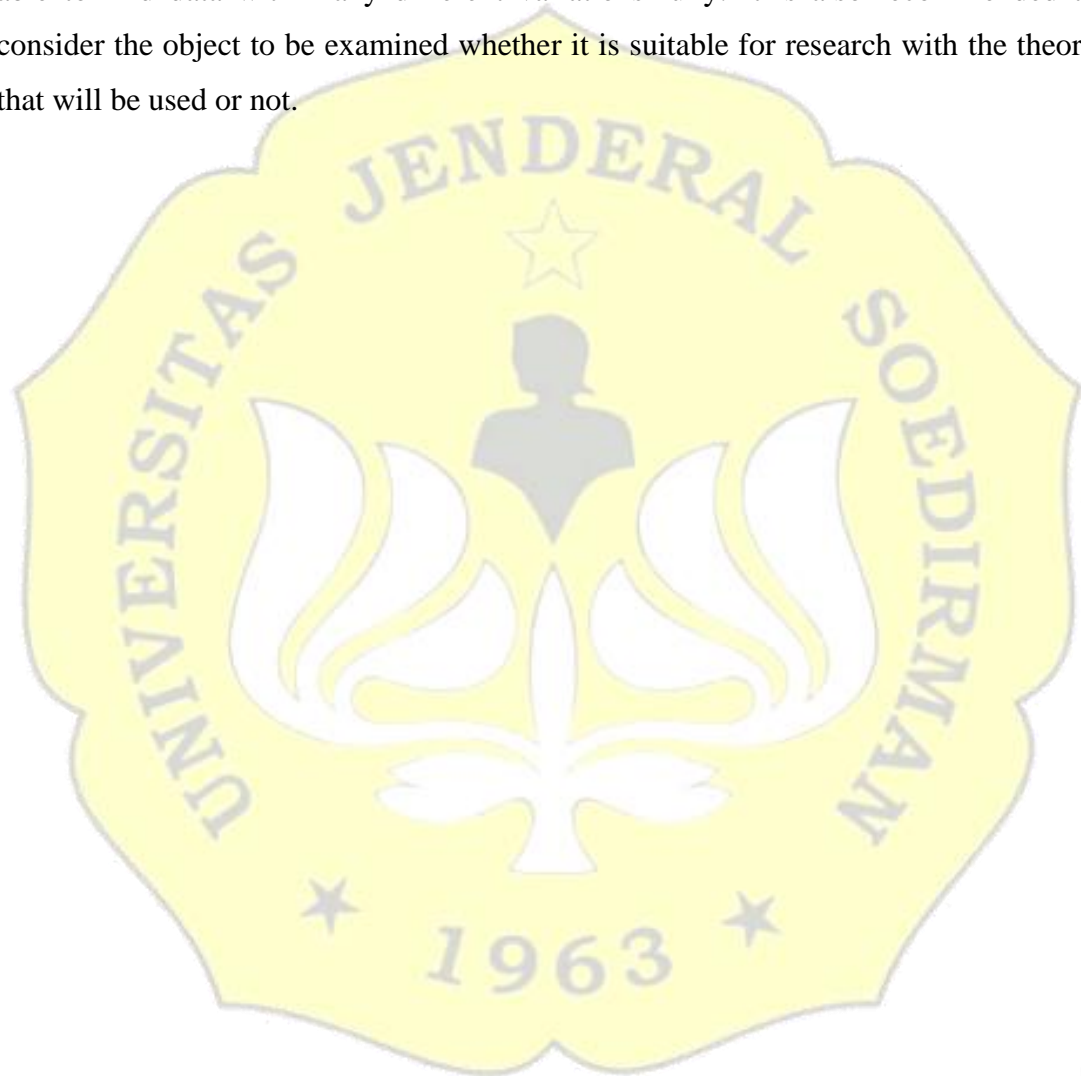 consider the object to be examined whether it is suitable for research with the theor
that will be used or not.
UNIVERSITAS JENDERAL SOEDIRMAN
1963